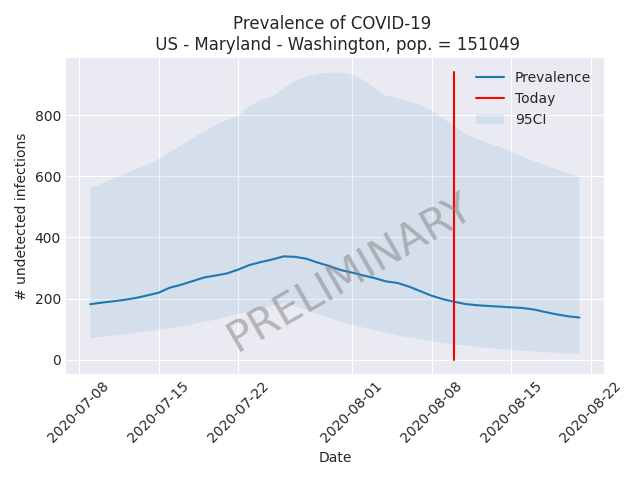 Prevalence of COVID-19
US - Maryland - Washington, pop. = 151049
Prevalence
Today
95CI
# undetected infections
800
600
400
200
0
PRELIMINARY
2020-07-08
2020-07-15
2020-07-22
2020-08-01
2020-08-08
2020-08-15
2020-08-22
Date